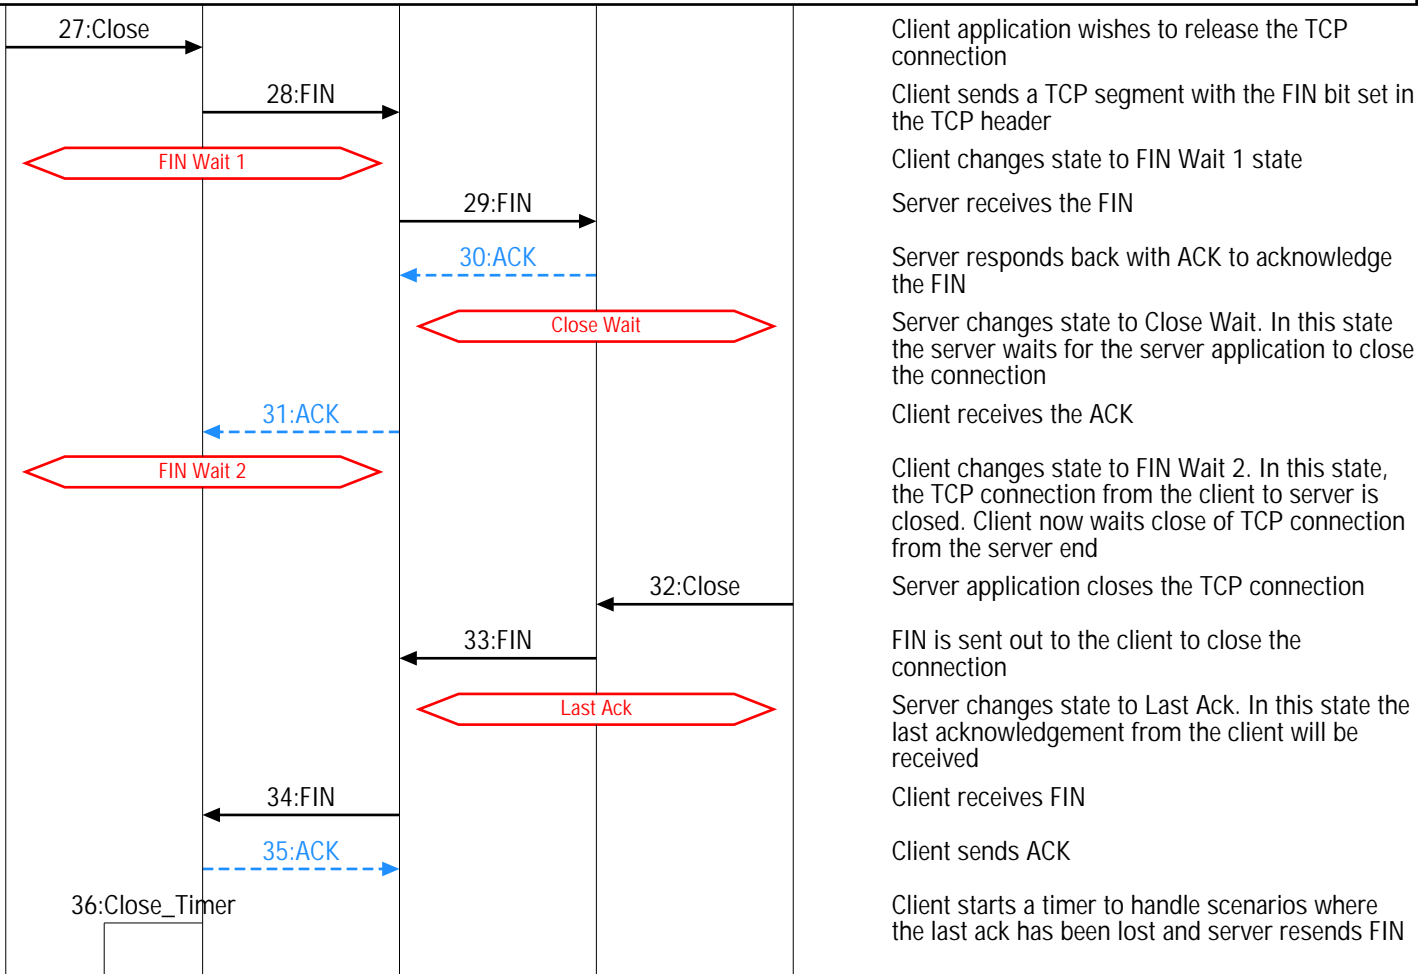 27:Close
Client application wishes to release the TCP
connection
28:FIN
Client sends a TCP segment with the FIN bit set in
the TCP header
FIN Wait 1
Client changes state to FIN Wait 1 state
29:FIN
Server receives the FIN
30:ACK
Server responds back with ACK to acknowledge
the FIN
Close Wait
Server changes state to Close Wait. In this state
the server waits for the server application to close
the connection
31:ACK
Client receives the ACK
FIN Wait 2
Client changes state to FIN Wait 2. In this state,
the TCP connection from the client to server is
closed. Client now waits close of TCP connection
from the server end
32:Close
Server application closes the TCP connection
33:FIN
FIN is sent out to the client to close the
connection
Last Ack
Server changes state to Last Ack. In this state the
last acknowledgement from the client will be
received
34:FIN
Client receives FIN
35:ACK
Client sends ACK
36:Close_Timer
Client starts a timer to handle scenarios where
the last ack has been lost and server resends FIN